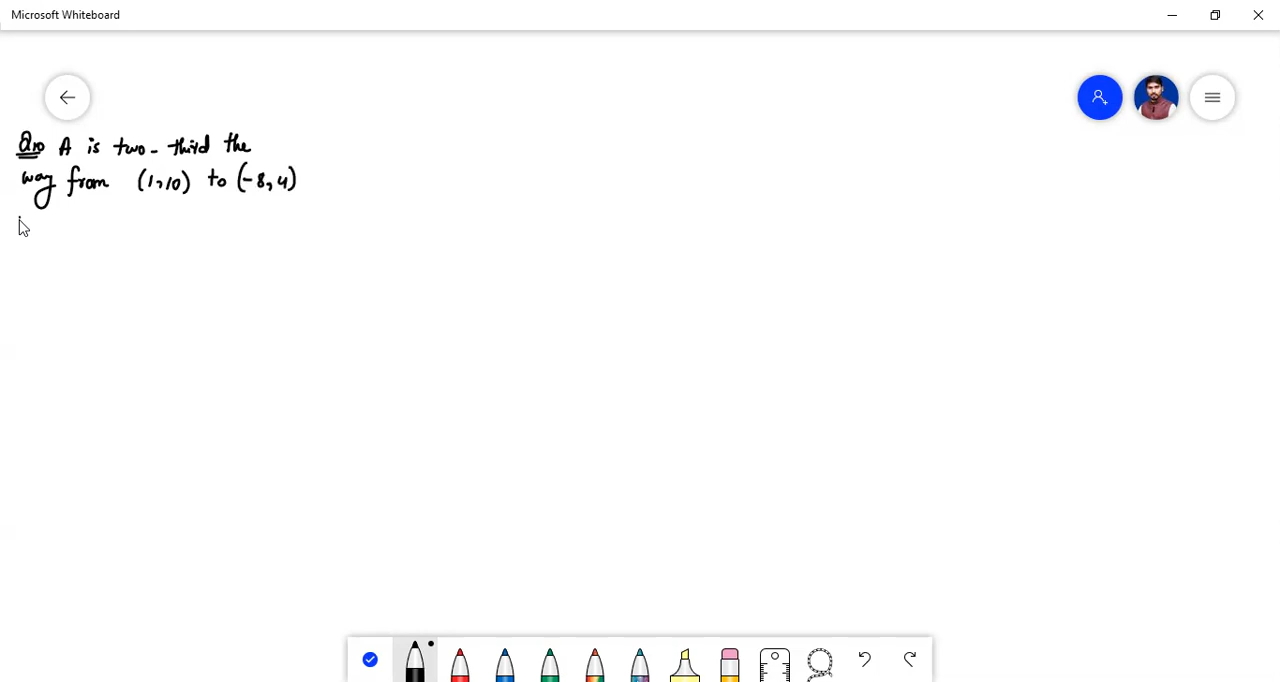 Microsoft Whiteboard
Q10 A is two-third the
way from (1,10) to (-8,4)